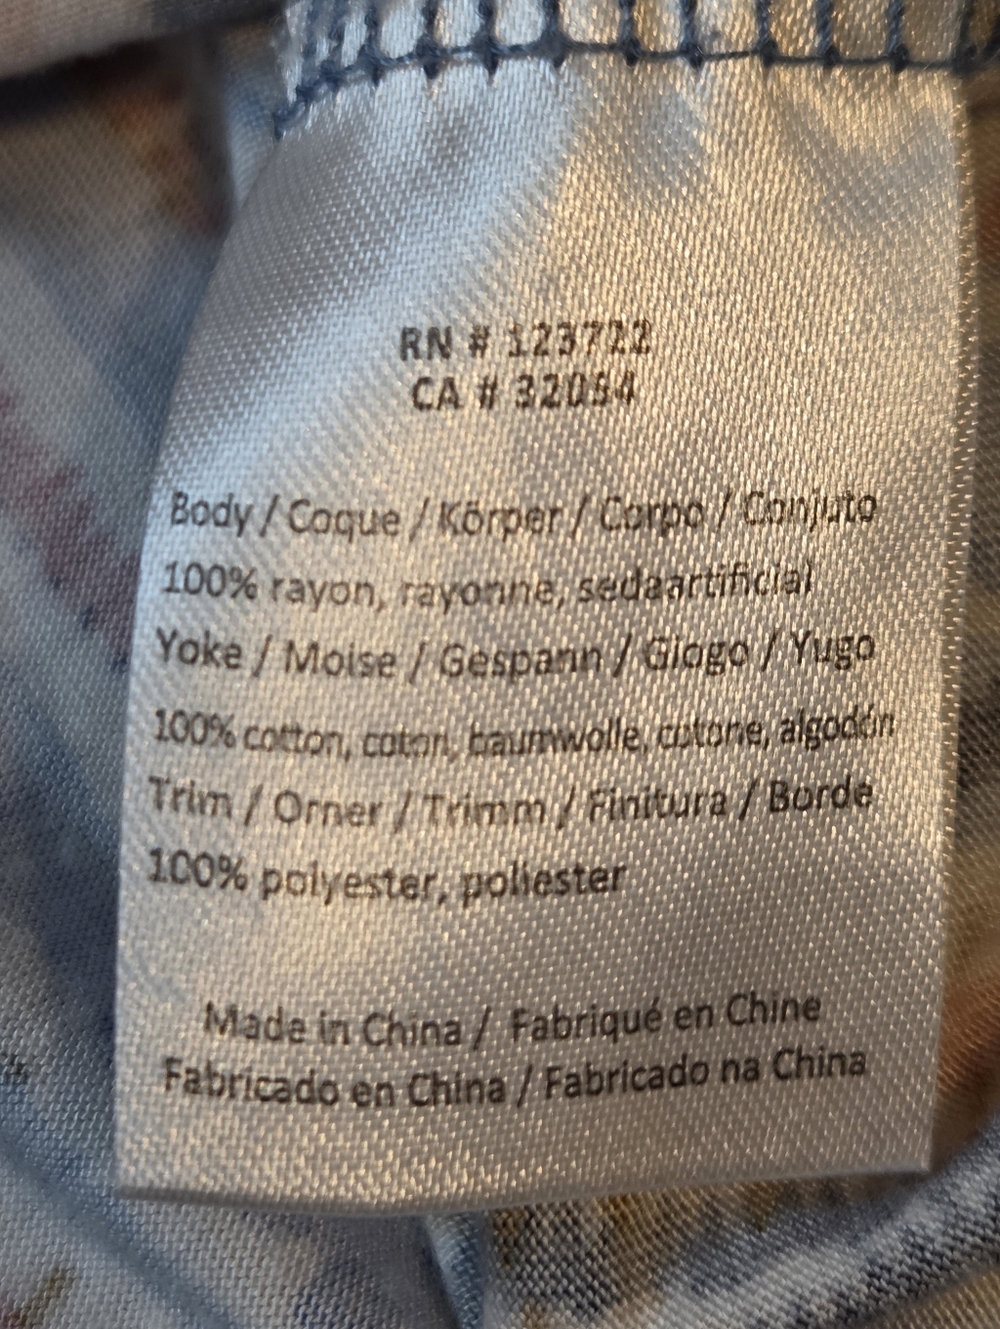 RN # 123722
CA # 32054
Body / Coque / Körper / Corpo / Conjuto
100% rayon, rayonne, sedaartificial
Yoke / Moise / Gespann / Giogo / Yugo
100% cotton, coton, baumwolle, cotone, algodón
Trim / Orner / Trimm / Finitura / Borde
100% polyester, poliester
Made in China / Fabriqué en Chine
Fabricado en China / Fabricado na China